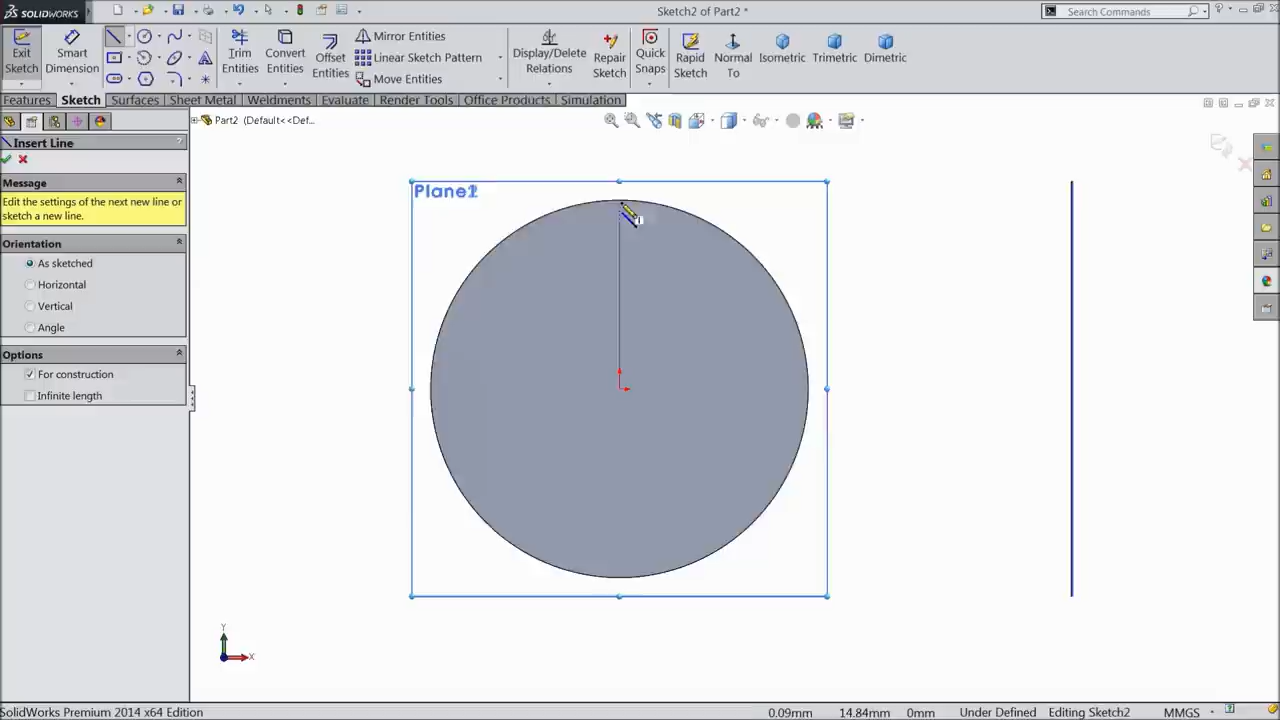 SOLIDWORKS
Sketch2 of Part2 *
Search Commands
Exit Sketch
Smart Dimension
Trim Entities
Convert Entities
Offset Entities
Mirror Entities
Linear Sketch Pattern
Move Entities
Display/Delete Relations
Repair Sketch
Quick Snaps
Rapid Sketch
Normal To
Isometric
Trimetric
Dimetric
Features
Sketch
Surfaces
Sheet Metal
Weldments
Evaluate
Render Tools
Office Products
Simulation
Part2 (Default<<Def...
Insert Line
?
Message
Edit the settings of the next new line or
sketch a new line.
Orientation
As sketched
Horizontal
Vertical
Angle
Options
For construction
Infinite length
Y
X
SolidWorks Premium 2014 x64 Edition
0.09mm
14.84mm
0mm
Under Defined
Editing Sketch2
MMGS